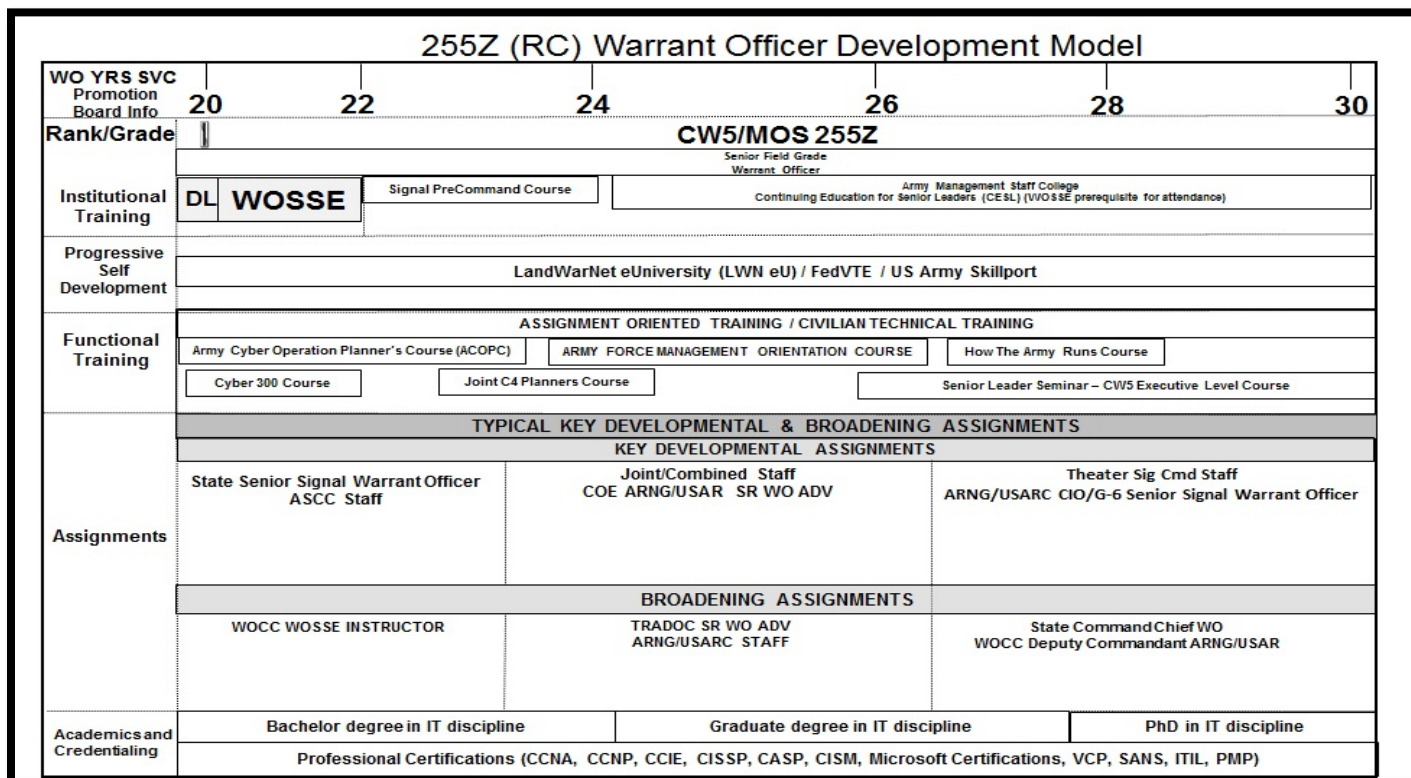 255Z (RC) Warrant Officer Development Model
WO YRS SVC
Promotion
Board Info
20 22 24 26 28 30
Rank/Grade
CW5/MOS 255Z
Senior Field Grade
Warrant Officer
Institutional
Training
DL
WOSSE
Signal PreCommand Course
Army Management Staff College
Continuing Education for Senior Leaders (CESL) (WOSSE prerequisite for attendance)
Progressive
Self
Development
LandWarNet eUniversity (LWN eU) / FedVTE / US Army Skillport
Functional
Training
ASSIGNMENT ORIENTED TRAINING / CIVILIAN TECHNICAL TRAINING
Army Cyber Operation Planner's Course (ACOPC)
ARMY FORCE MANAGEMENT ORIENTATION COURSE
How The Army Runs Course
Cyber 300 Course
Joint C4 Planners Course
Senior Leader Seminar – CW5 Executive Level Course
Assignments
TYPICAL KEY DEVELOPMENTAL & BROADENING ASSIGNMENTS
KEY DEVELOPMENTAL ASSIGNMENTS
State Senior Signal Warrant Officer
ASCC Staff
Joint/Combined Staff
COE ARNG/USAR SR WO ADV
Theater Sig Cmd Staff
ARNG/USARC CIO/G-6 Senior Signal Warrant Officer
BROADENING ASSIGNMENTS
WOCC WOSSE INSTRUCTOR
TRADOC SR WO ADV
ARNG/USARC STAFF
State Command Chief WO
WOCC Deputy Commandant ARNG/USAR
Academics and
Credentialing
Bachelor degree in IT discipline
Graduate degree in IT discipline
PhD in IT discipline
Professional Certifications (CCNA, CCNP, CCIE, CISSP, CASP, CISM, Microsoft Certifications, VCP, SANS, ITIL, PMP)